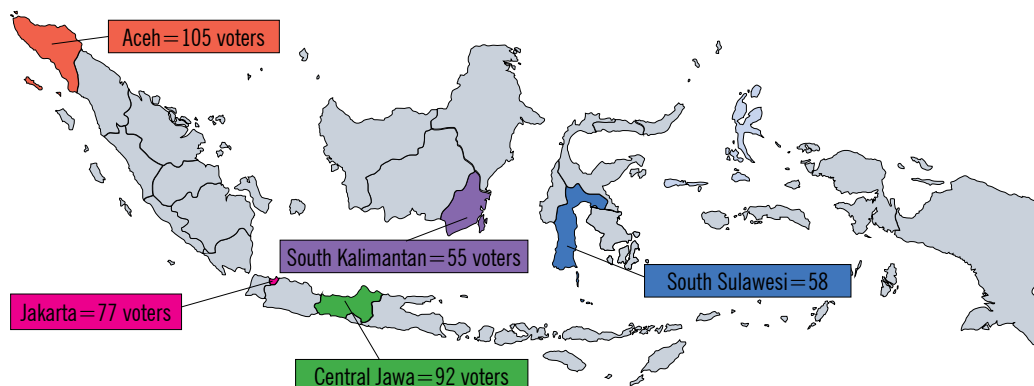 Aceh=105 voters
South Kalimantan=55 voters
South Sulawesi=58
Jakarta=77 voters
Central Jawa=92 voters